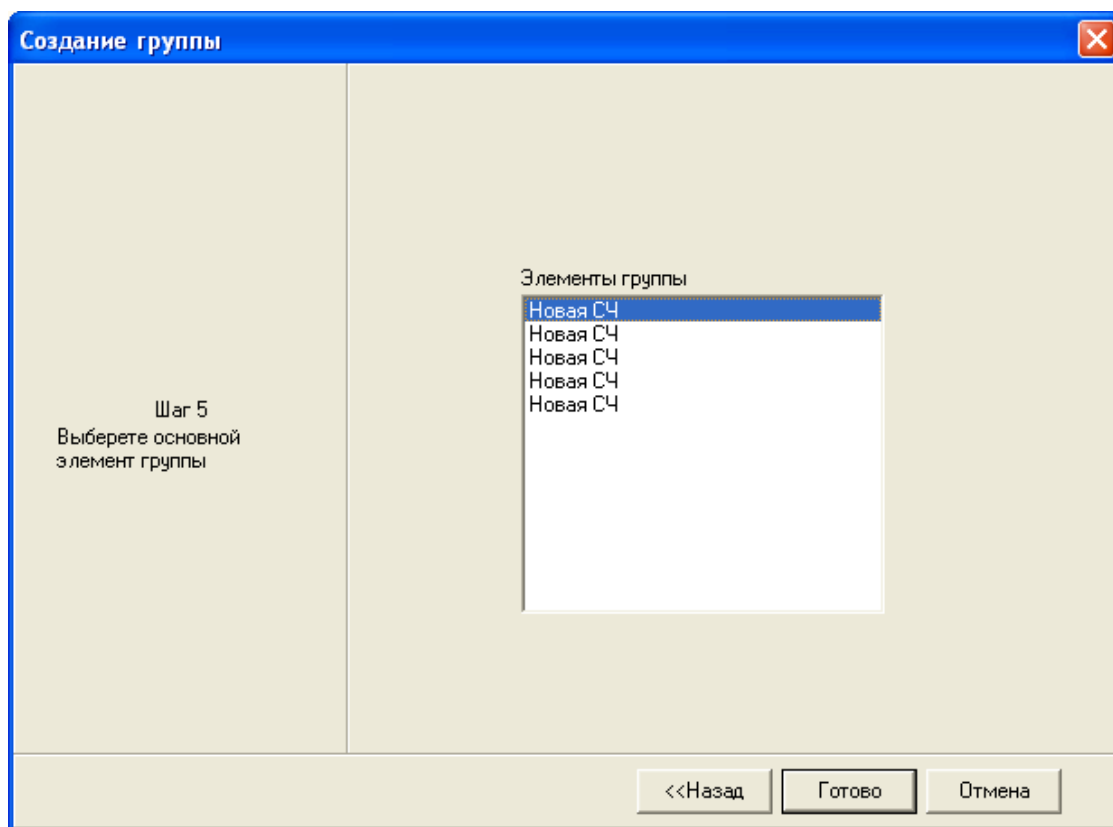 Создание группы
Шаг 5
Выберете основной
элемент группы
Элементы группы
Новая СЧ
Новая СЧ
Новая СЧ
Новая СЧ
Новая СЧ
<<Назад
Готово
Отмена